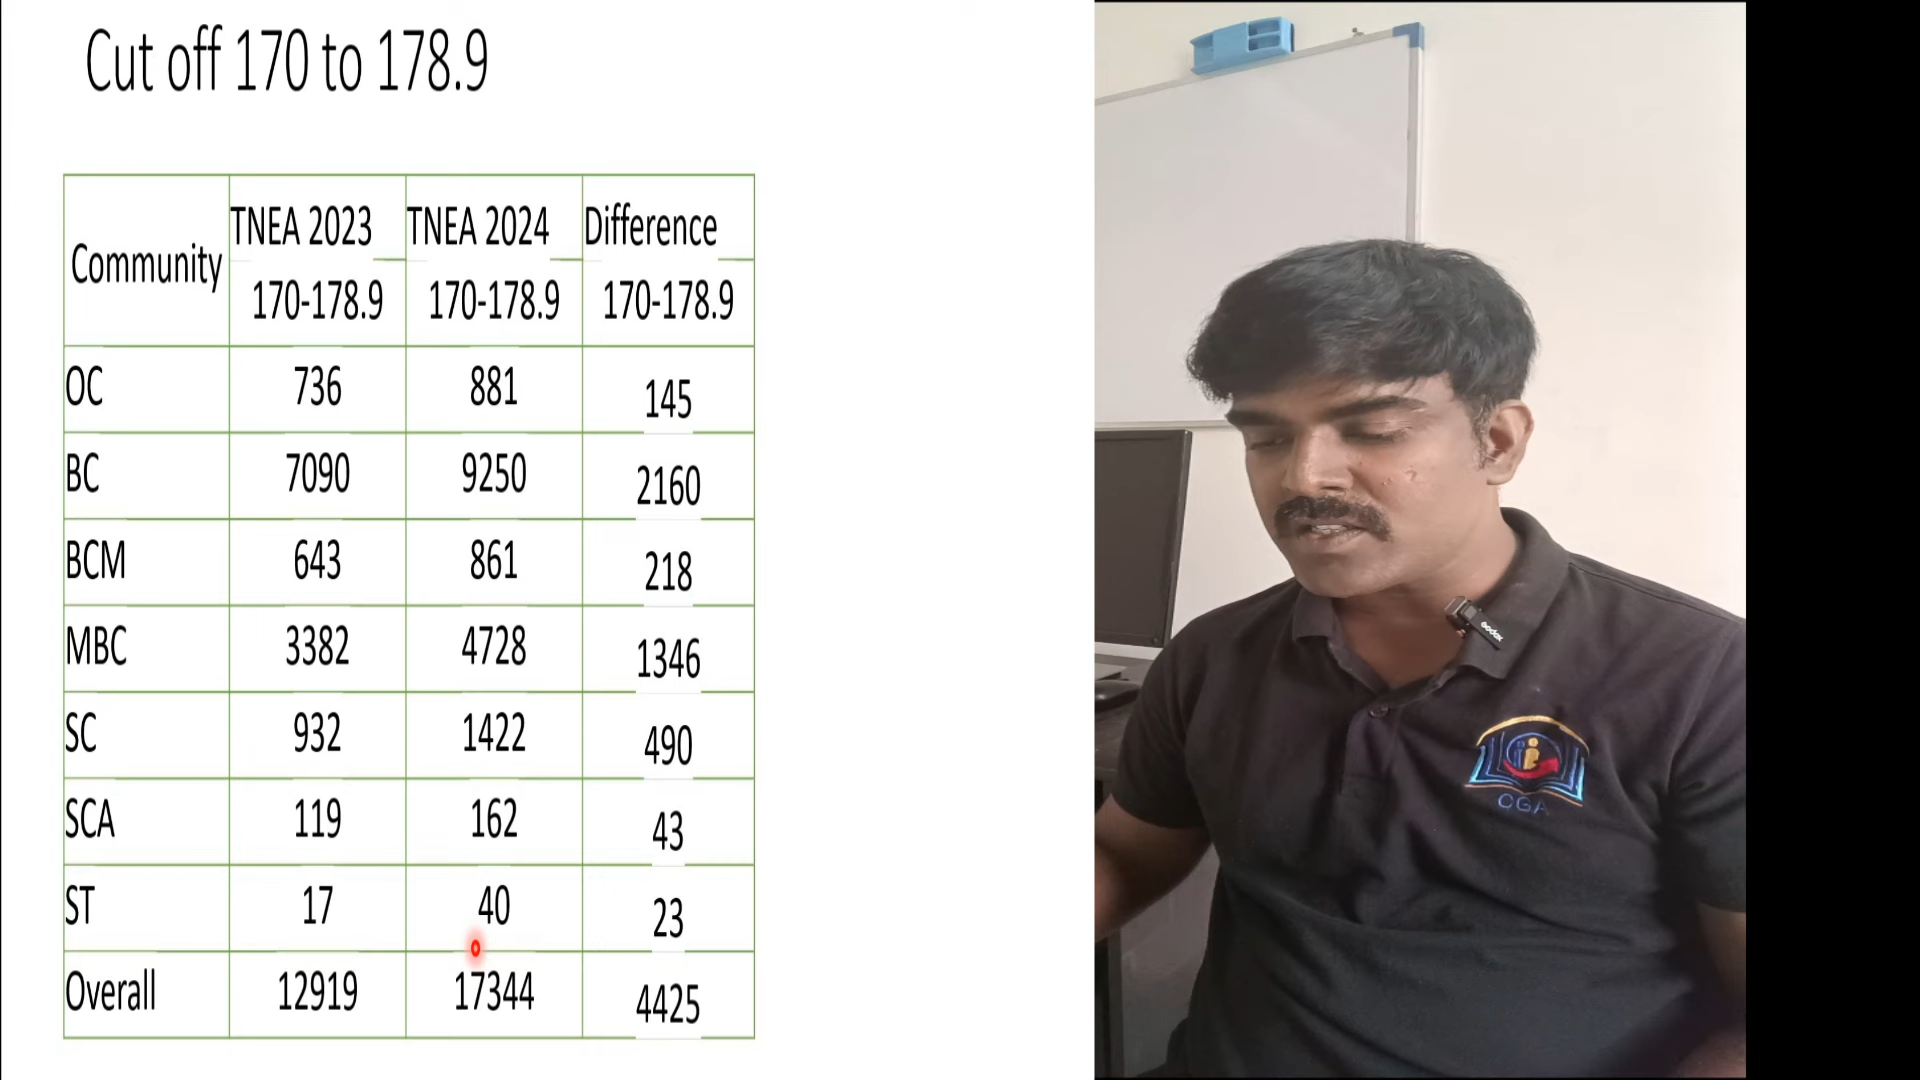 Cut off 170 to 178.9
Community TNEA 2023 TNEA 2024 Difference
170-178.9 170-178.9 170-178.9
OC 736 881 145
BC 7090 9250 2160
BCM 643 861 218
MBC 3382 4728 1346
SC 932 1422 490
SCA 119 162 43
ST 17 40 23
Overall 12919 17344 4425
Godox
CGA